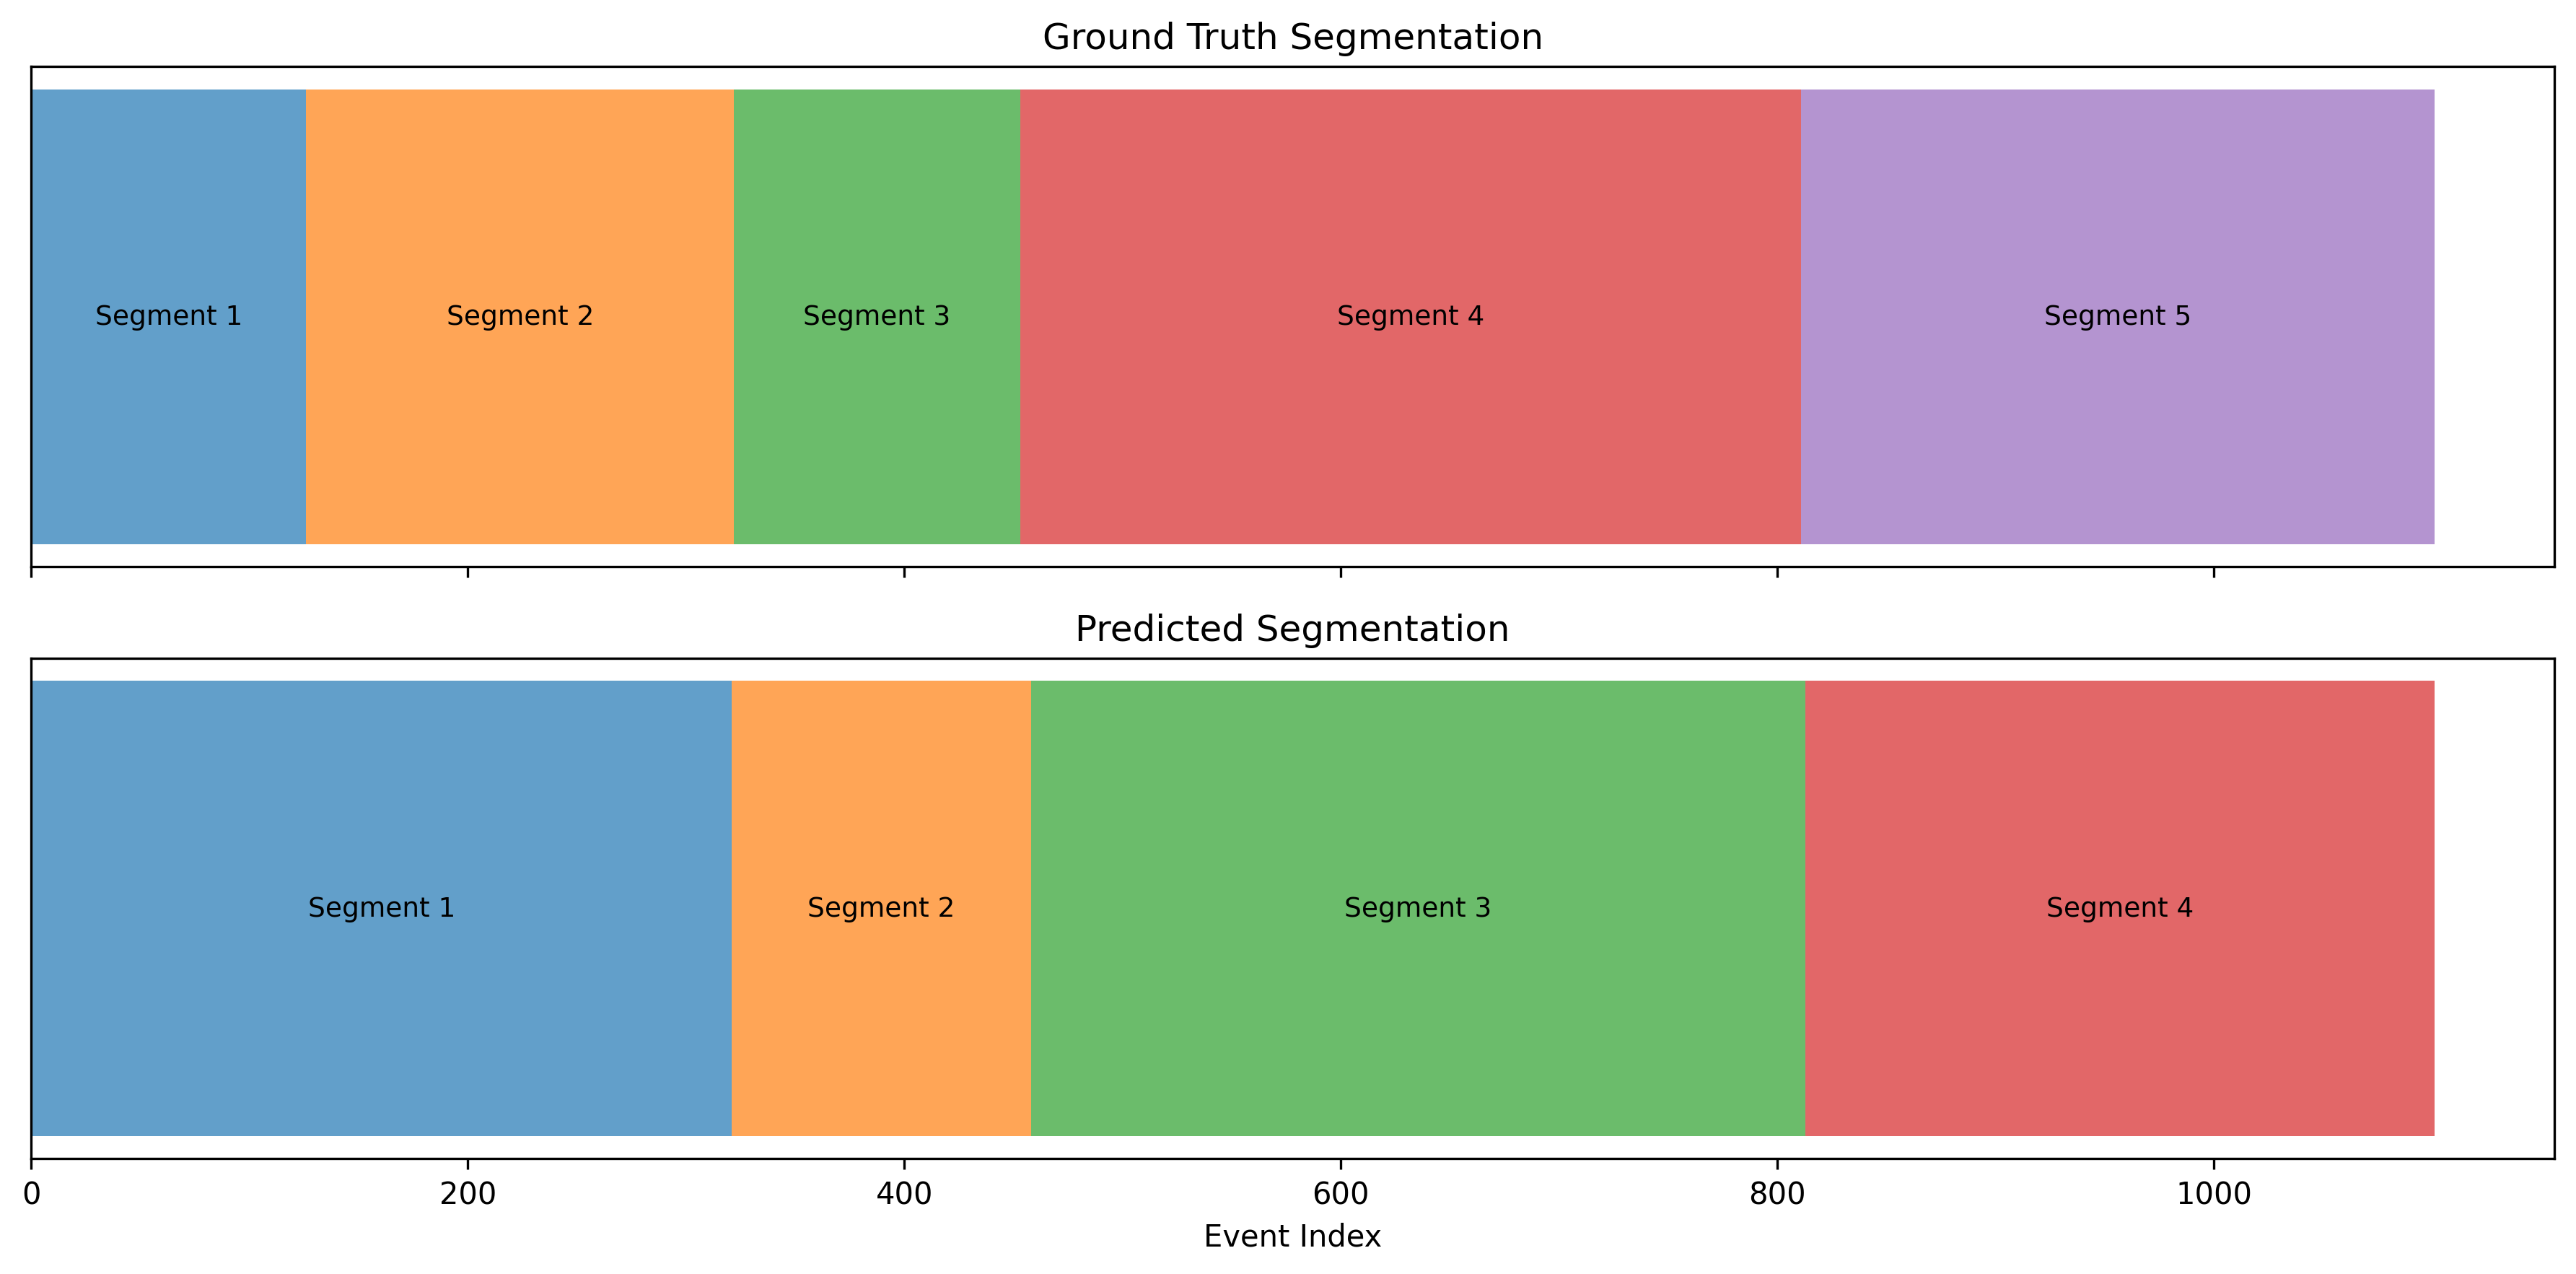 Ground Truth Segmentation
Segment 1 Segment 2 Segment 3 Segment 4 Segment 5
Predicted Segmentation
Segment 1 Segment 2 Segment 3 Segment 4
0 200 400 600 800 1000
Event Index